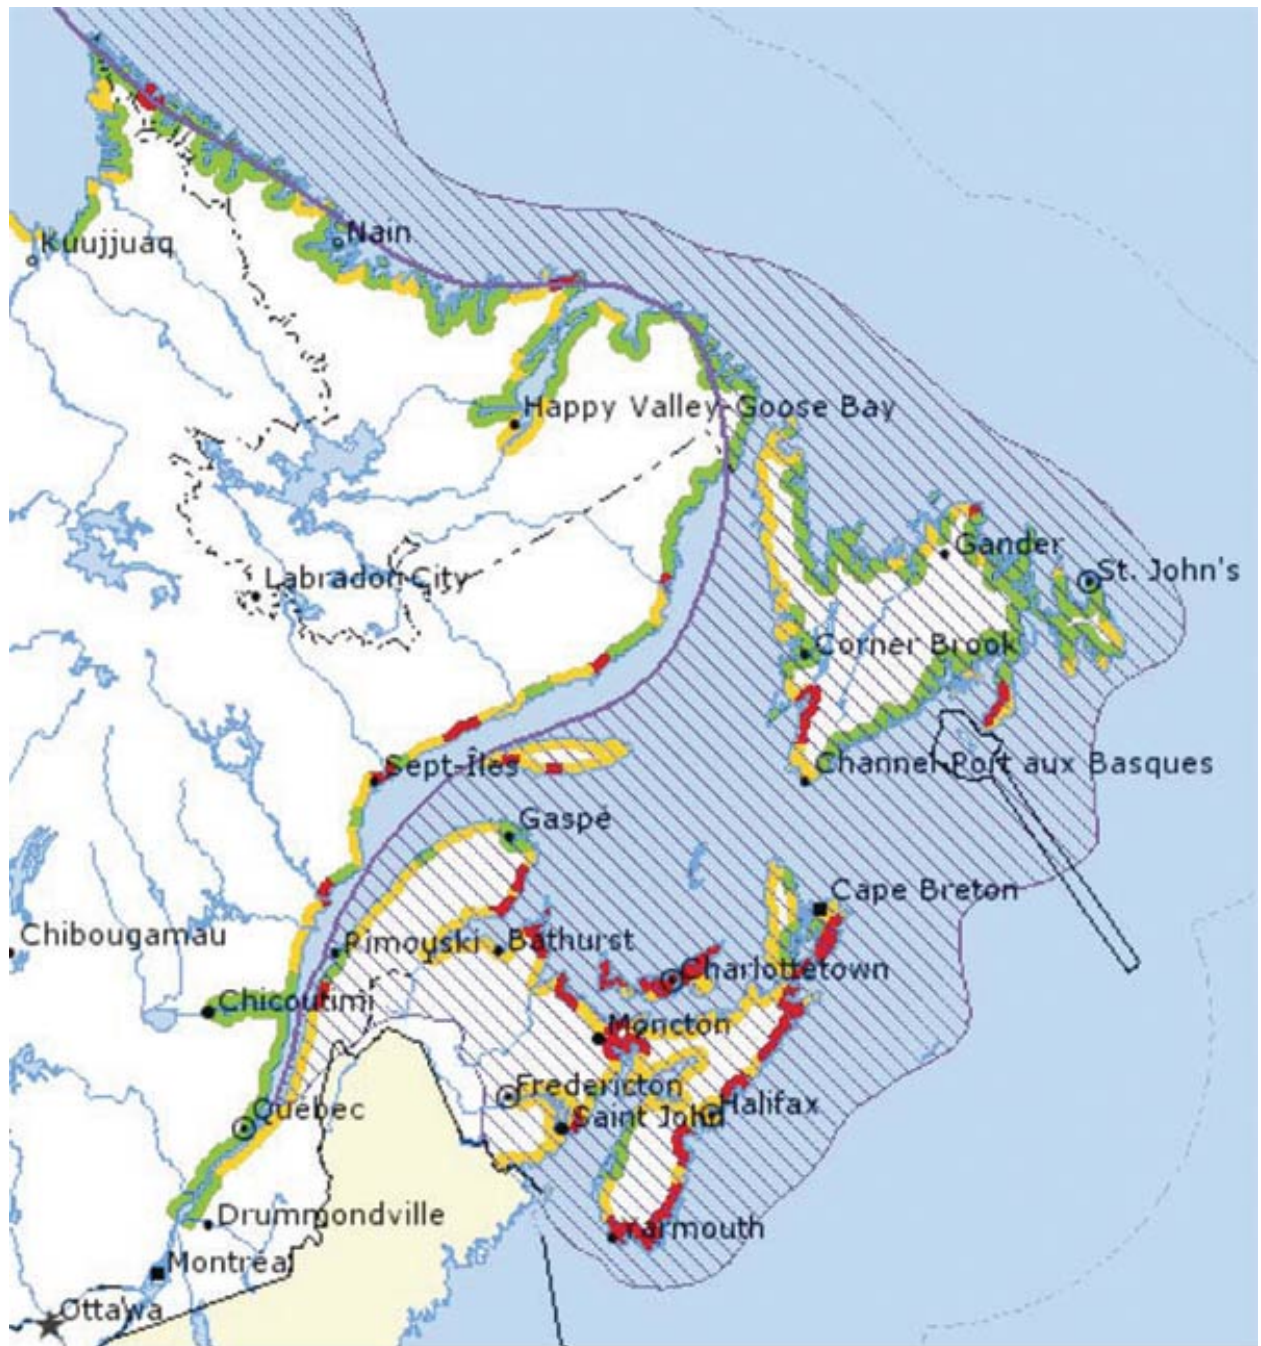 Nain
Kuujjuaq
Happy Valley-Goose Bay
Gander
St. John's
Labrador City
Corner Brook
Sept-Îles
Channel-Port aux Basques
Gaspé
Cape Breton
Chibougamau
Rimouski
Bathurst
Charlottetown
Chicoutimi
Moncton
Fredericton
Québec
Saint John
Halifax
Drummondville
Yarmouth
Montréal
Ottawa